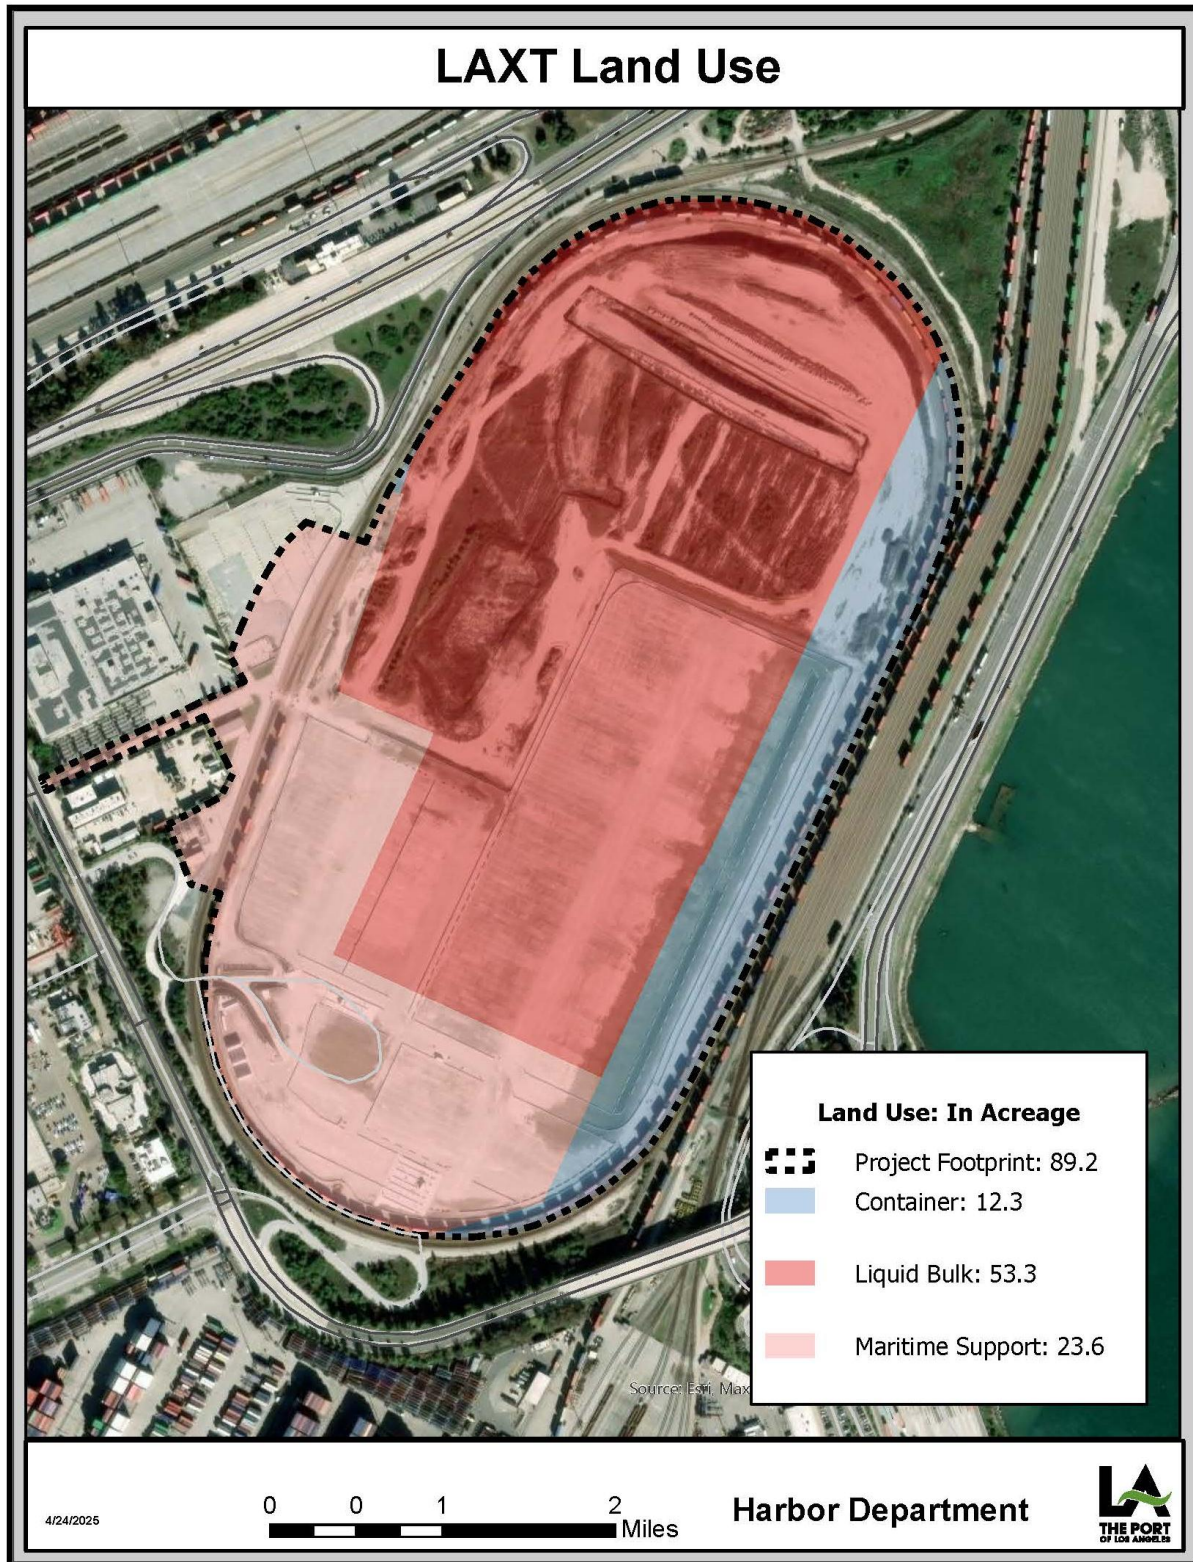 LAXT Land Use
Land Use: In Acreage
Project Footprint: 89.2
Container: 12.3
Liquid Bulk: 53.3
Maritime Support: 23.6
Source: Esri, Max
4/24/2025
0 0 1 2
Miles
Harbor Department
LA
THE PORT
OF LOS ANGELES